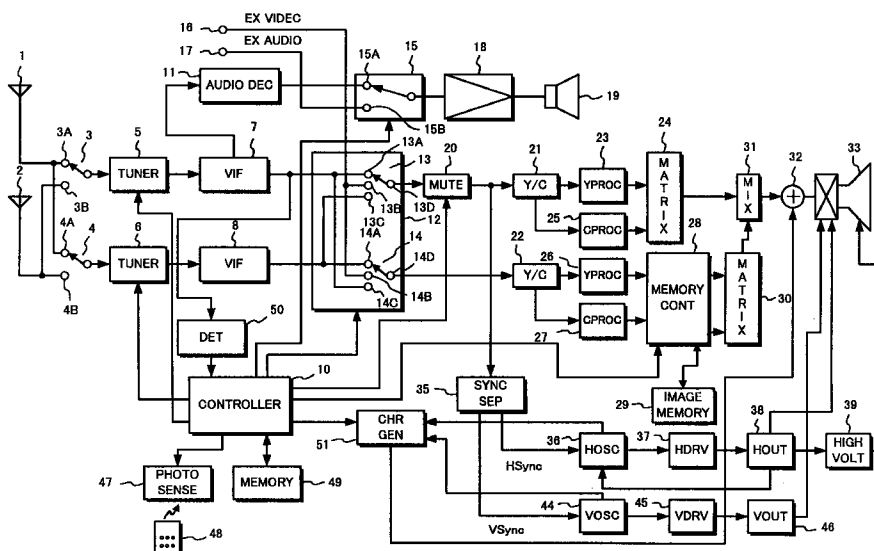 EX VIDEC
16
EX AUDIO
17
1
11
AUDIO DEC
15A
15
15B
18
19
3A
3
3B
5
TUNER
7
VIF
13A
13
13D
13B
12
13C
20
MUTE
21
Y/C
23
YPROC
24
MATRIX
25
CPROC
31
MIX
32
33
2
4A
4
4B
6
TUNER
8
VIF
14A
14
14D
14B
14C
22
Y/C
26
YPROC
27
CPROC
28
MEMORY CONT
MATRIX
30
29
IMAGE MEMORY
50
DET
10
CONTROLLER
35
SYNC SEP
CHR GEN
51
HSync
36
HOSC
37
HDRV
38
HOUT
39
HIGH VOLT
47
PHOTO SENSE
MEMORY
49
48
VSync
44
VOSC
45
VDRV
VOUT
46